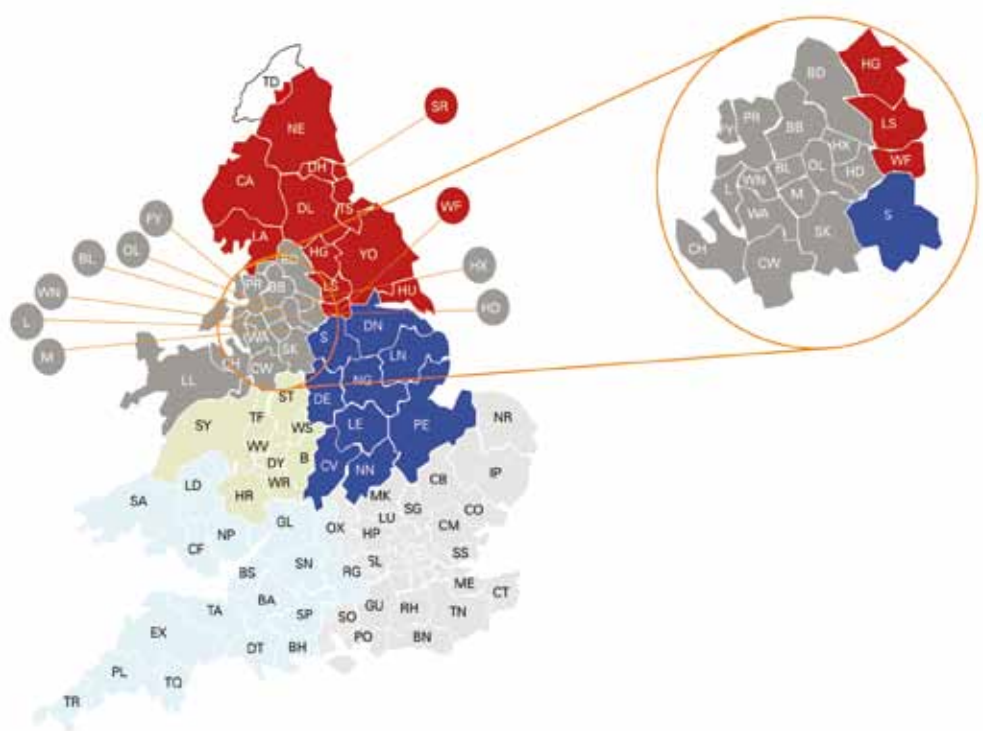 TD
NE
SR
DH
CA
DL
TS
WF
LA
HG
YO
FY
OL
BL
WN
L
M
BD
PR
BB
LS
HU
HX
HD
WA
SK
CH
CW
LL
S
DN
LN
NG
DE
LE
PE
CV
NN
ST
SY
TF
WS
WV
DY
B
WR
HR
NR
IP
CB
MK
SG
CO
LU
CM
HP
OX
SS
SL
RG
ME
CT
GU
RH
TN
SO
PO
BN
SA
LD
GL
NP
CF
SN
BS
BA
TA
SP
EX
DT
BH
PL
TQ
TR
BD
HG
PR
BB
LS
FY
HX
BL
OL
HD
WF
L
WN
M
WA
SK
S
CH
CW